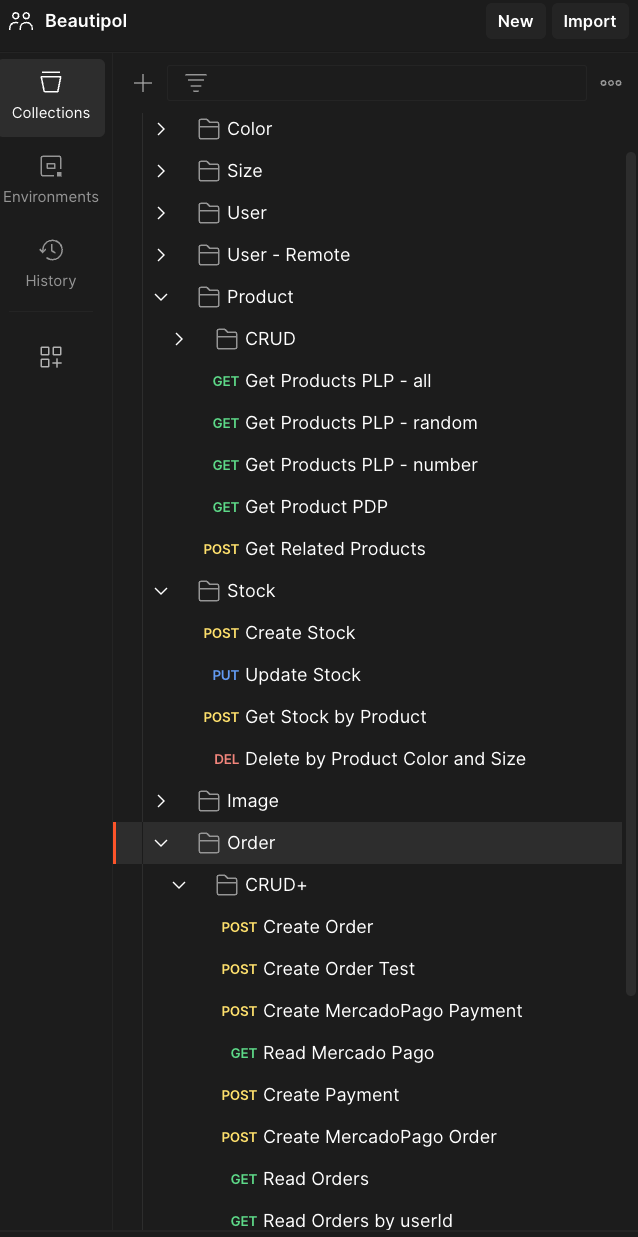 Beautipol
New
Import
Collections
Environments
History
Color
Size
User
User - Remote
Product
CRUD
GET Get Products PLP - all
GET Get Products PLP - random
GET Get Products PLP - number
GET Get Product PDP
POST Get Related Products
Stock
POST Create Stock
PUT Update Stock
POST Get Stock by Product
DEL Delete by Product Color and Size
Image
Order
CRUD+
POST Create Order
POST Create Order Test
POST Create MercadoPago Payment
GET Read Mercado Pago
POST Create Payment
POST Create MercadoPago Order
GET Read Orders
GET Read Orders by userId